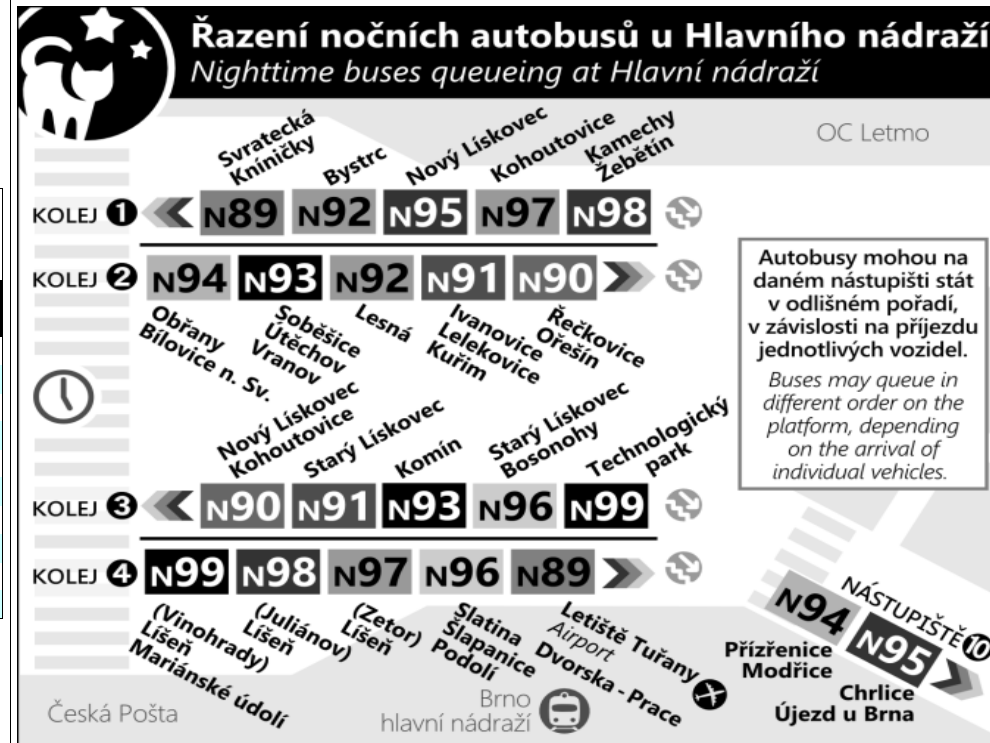 Řazení nočních autobusů u Hlavního nádraží
Nighttime buses queueing at Hlavní nádraží
OC Letmo
Svratecká
Kníničky
Bystrc
Nový Lískovec
Kohoutovice
Kamechy
Žebětín
KOLEJ 1
N89
N92
N95
N97
N98
KOLEJ 2
N94
N93
N92
N91
N90
Obřany
Bílovice n. Sv.
Soběšice
Útěchov
Vranov
Lesná
Ivanovice
Lelekovice
Kuřim
Řečkovice
Ořešín
Autobusy mohou na
daném nástupišti stát
v odlišném pořadí,
v závislosti na příjezdu
jednotlivých vozidel.
Buses may queue in
different order on the
platform, depending
on the arrival of
individual vehicles.
Nový Lískovec
Kohoutovice
Starý Lískovec
Komín
Starý Lískovec
Bosonohy
Technologický
park
KOLEJ 3
N90
N91
N93
N96
N99
KOLEJ 4
N99
N98
N97
N96
N89
(Vinohrady)
Líšeň
Mariánské údolí
(Juliánov)
Líšeň
(Zetor)
Líšeň
Slatina
Šlapanice
Podolí
Letiště Tuřany
Airport
Dvorska - Prace
NÁSTUPIŠTĚ 10
N94
N95
Přízřenice
Modřice
Chrlice
Újezd u Brna
Česká Pošta
Brno
hlavní nádraží